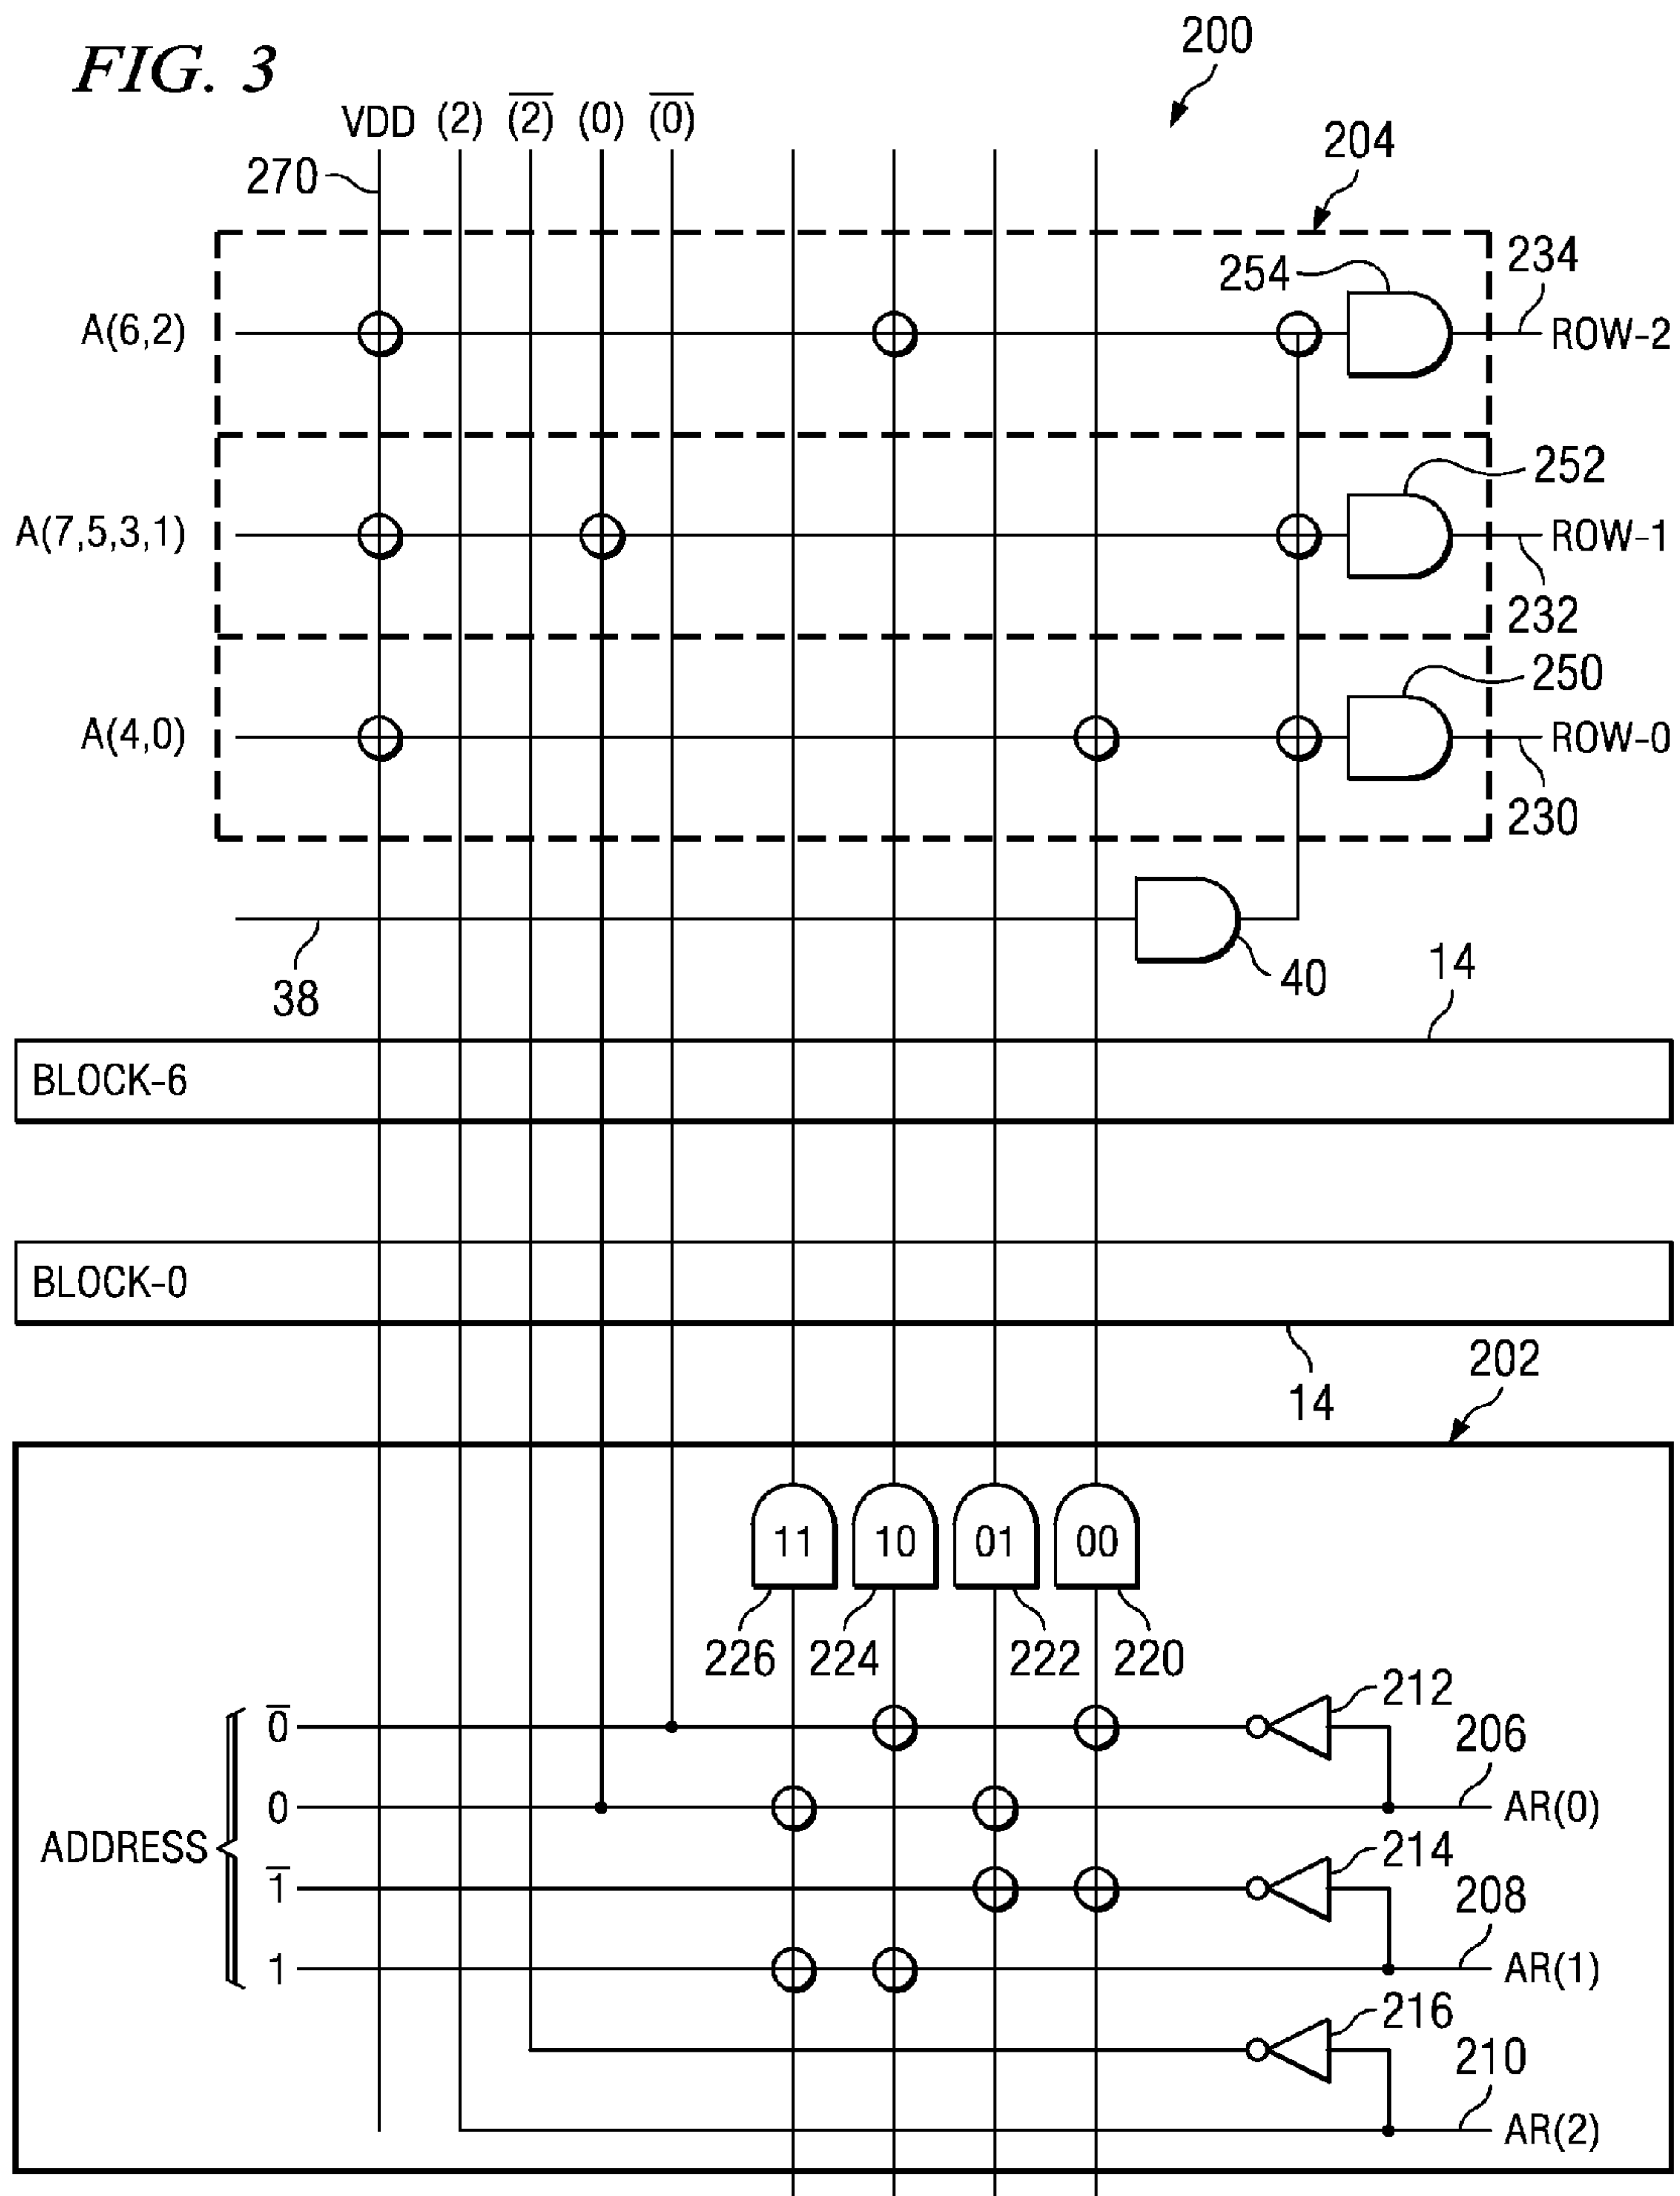 200
FIG. 3
VDD (2) (2̅) (0) (0̅)
204
270
234
254
A(6,2)
ROW-2
252
A(7,5,3,1)
ROW-1
232
250
A(4,0)
ROW-0
230
38
40
14
BLOCK-6
BLOCK-0
14
202
11 10 01 00
226 224 222 220
212
0̅
206
0
AR(0)
ADDRESS
214
1̅
208
1
AR(1)
216
210
AR(2)